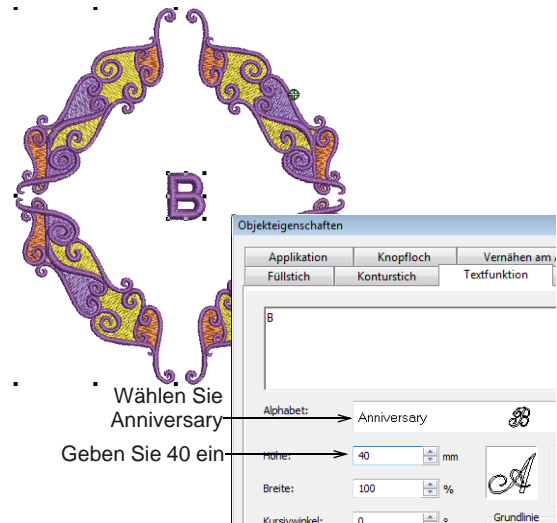 B
Objekteigenschaften
Applikation Knopfloch Vernähen am
Füllstich Konturstich Textfunktion
B
Wählen Sie
Anniversary
Alphabet: Anniversary B
Geben Sie 40 ein
Höhe: 40 mm
A
Breite: 100 %
Kursivwinkel: 0 ° Grundlinie